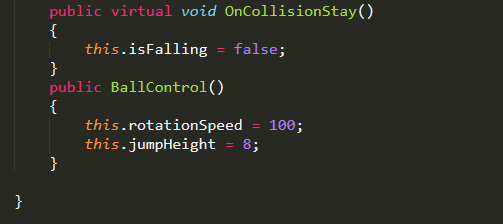 public virtual void OnCollisionStay()
{
this.isFalling = false;
}
public BallControl()
{
this.rotationSpeed = 100;
this.jumpHeight = 8;
}
}